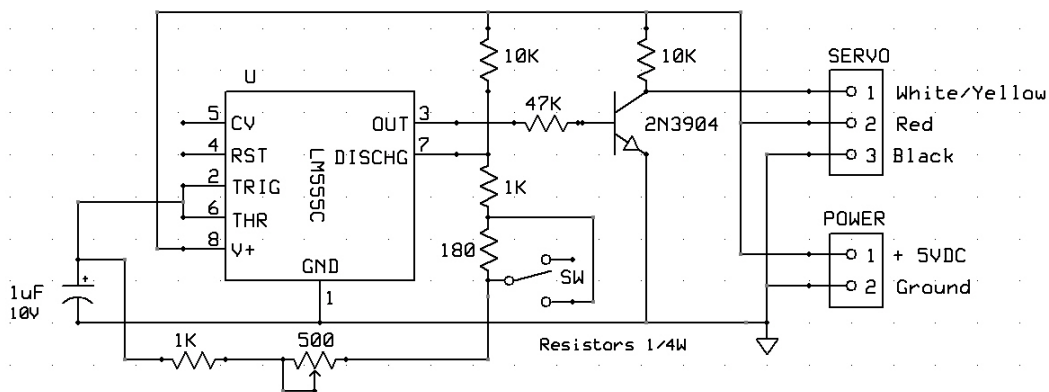 10K
10K
SERVO
U
1 White/Yellow
47K
5 CV
OUT 3
2N3904
2 Red
4 RST
DISCHG 7
3 Black
LM555C
2 TRIG
1K
6 THR
POWER
8 V+
180
1 + 5VDC
GND
SW
2 Ground
1uF
+
1
10V
1K
500
Resistors 1/4W